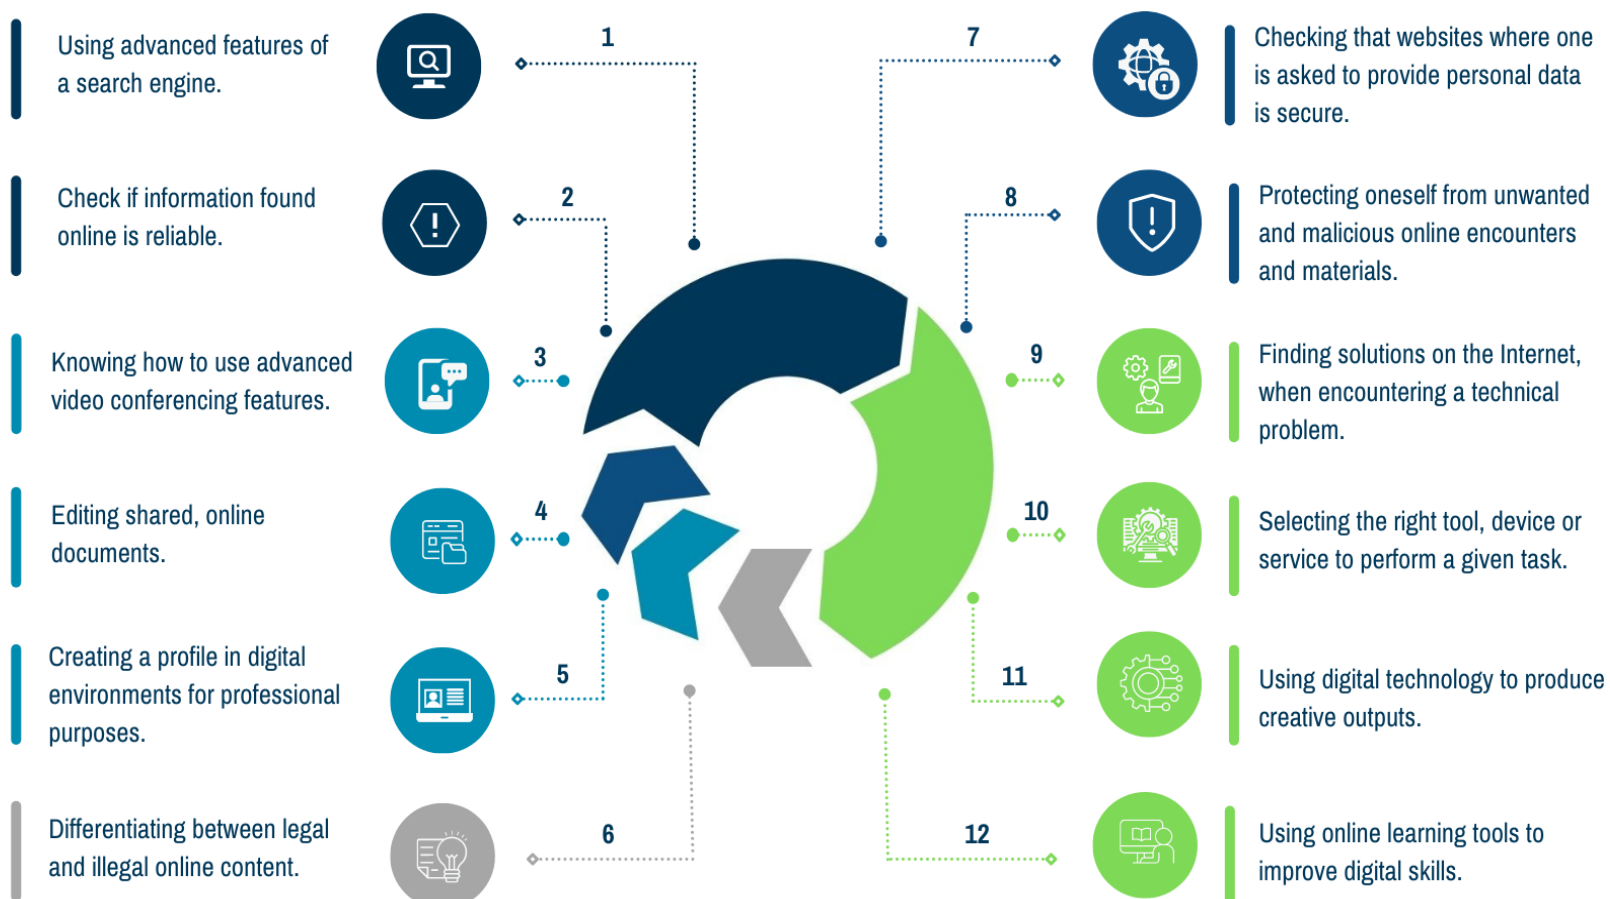 1
Using advanced features of
a search engine.
2
Check if information found
online is reliable.
3
Knowing how to use advanced
video conferencing features.
4
Editing shared, online
documents.
5
Creating a profile in digital
environments for professional
purposes.
6
Differentiating between legal
and illegal online content.
7
Checking that websites where one
is asked to provide personal data
is secure.
8
Protecting oneself from unwanted
and malicious online encounters
and materials.
9
Finding solutions on the Internet,
when encountering a technical
problem.
10
Selecting the right tool, device or
service to perform a given task.
11
Using digital technology to produce
creative outputs.
12
Using online learning tools to
improve digital skills.